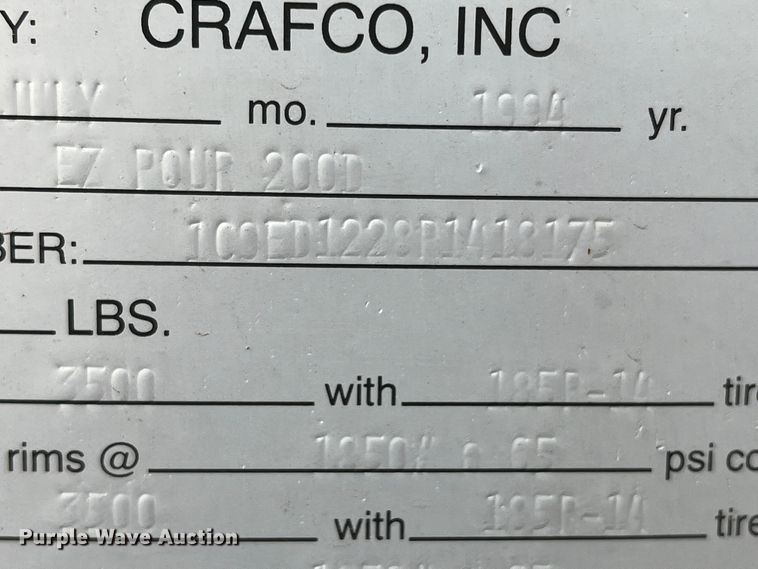 Y: CRAFCO, INC
JULY mo. 1994 yr.
EZ POUR 200D
BER: 1C9ED1228R1418175
LBS.
3500 with 185R-14 tir
rims @ 1850# @ 65 psi co
3500 with 185R-14 tire
Purple Wave Auction